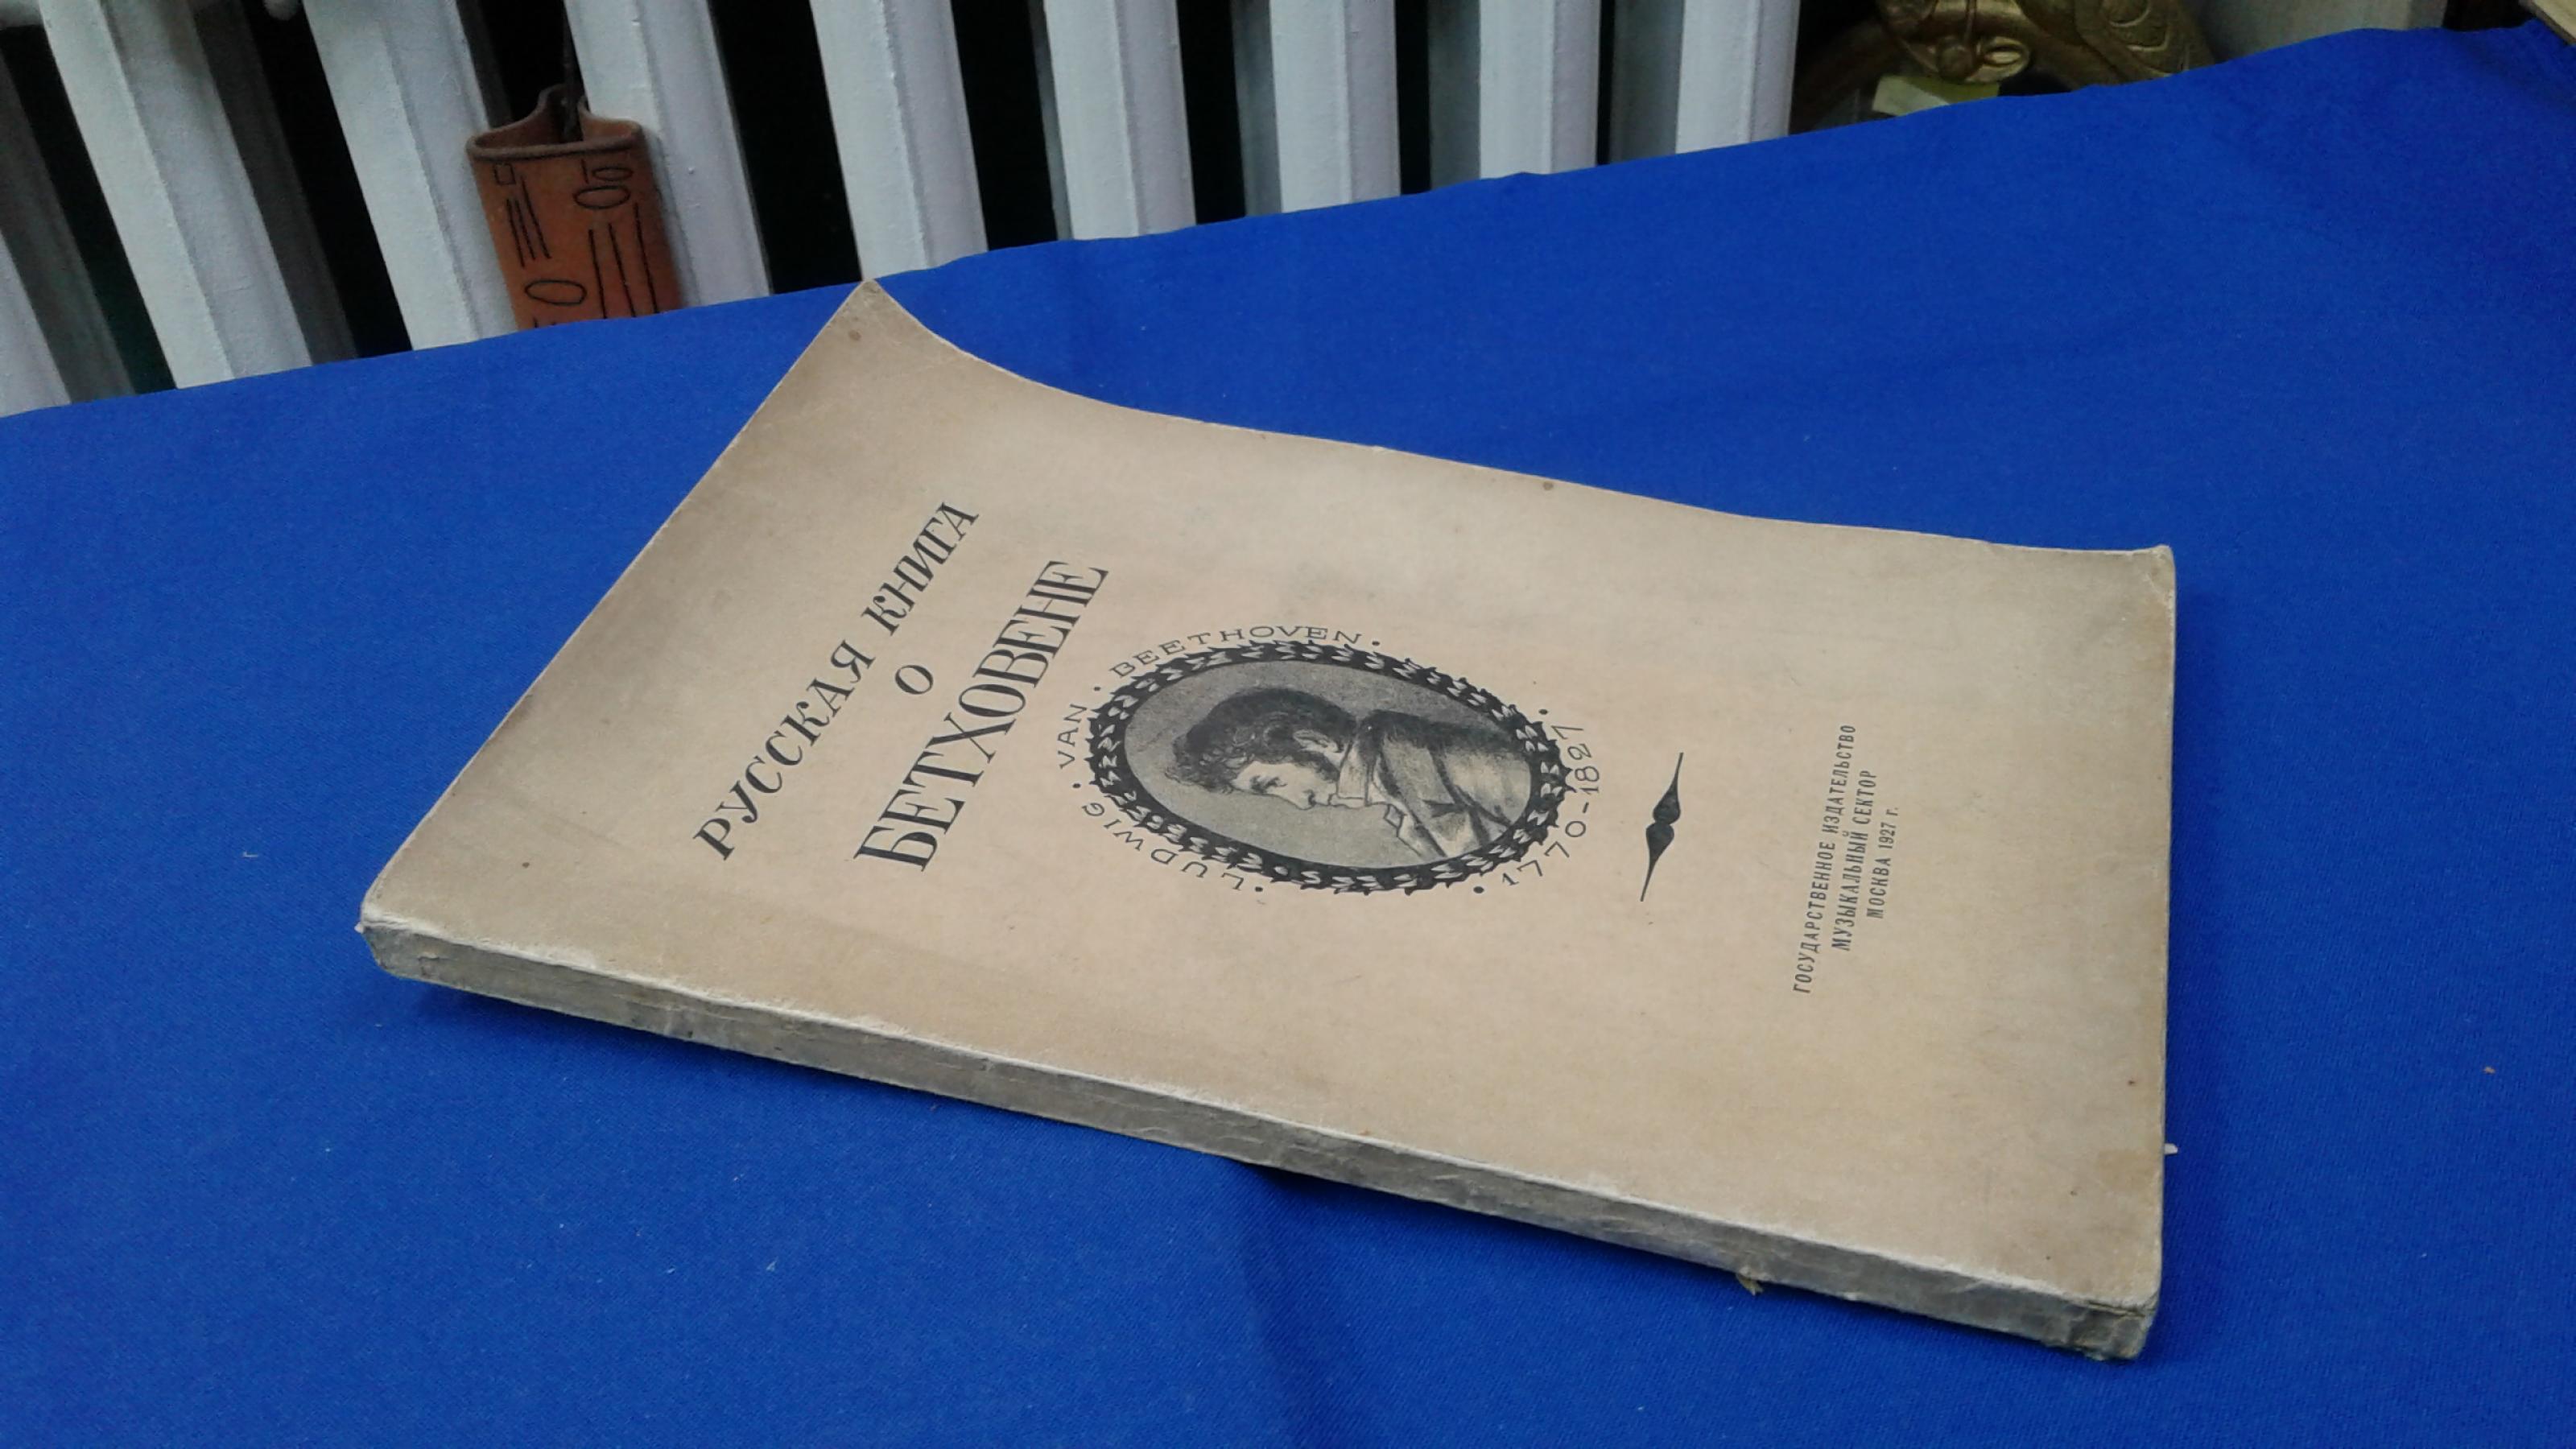 РУССКАЯ КНИГА
О
БЕТХОВЕНЕ
• LUDWIG • VAN • BEETHOVEN •
• 1770-1827 •
ГОСУДАРСТВЕННОЕ ИЗДАТЕЛЬСТВО
МУЗЫКАЛЬНЫЙ СЕКТОР
МОСКВА 1927 г.